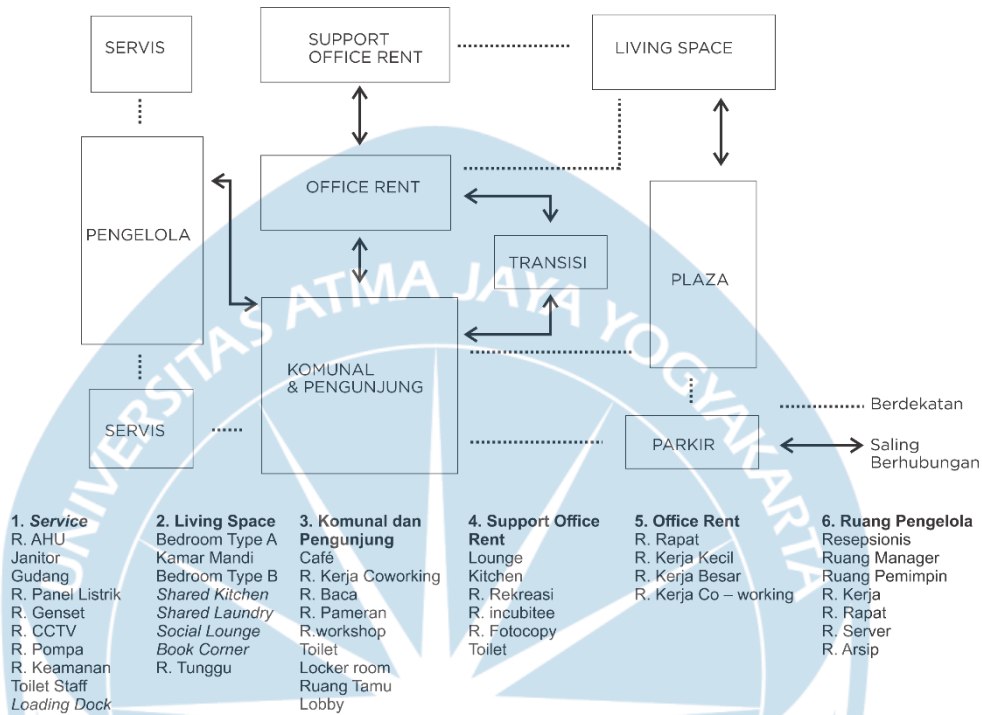 SERVIS
SUPPORT
OFFICE RENT
LIVING SPACE
OFFICE RENT
PENGELOLA
TRANSISI
PLAZA
KOMUNAL
& PENGUNJUNG
SERVIS
PARKIR
Berdekatan
Saling
Berhubungan
UNIVERSITAS ATMA JAYA YOGYAKARTA
1. Service
R. AHU
Janitor
Gudang
R. Panel Listrik
R. Genset
R. CCTV
R. Pompa
R. Keamanan
Toilet Staff
Loading Dock
2. Living Space
Bedroom Type A
Kamar Mandi
Bedroom Type B
Shared Kitchen
Shared Laundry
Social Lounge
Book Corner
R. Tunggu
3. Komunal dan
Pengunjung
Café
R. Kerja Coworking
R. Baca
R. Pameran
R.workshop
Toilet
Locker room
Ruang Tamu
Lobby
4. Support Office
Rent
Lounge
Kitchen
R. Rekreasi
R. incubitee
R. Fotocopy
Toilet
5. Office Rent
R. Rapat
R. Kerja Kecil
R. Kerja Besar
R. Kerja Co – working
6. Ruang Pengelola
Resepsionis
Ruang Manager
Ruang Pemimpin
R. Kerja
R. Rapat
R. Server
R. Arsip